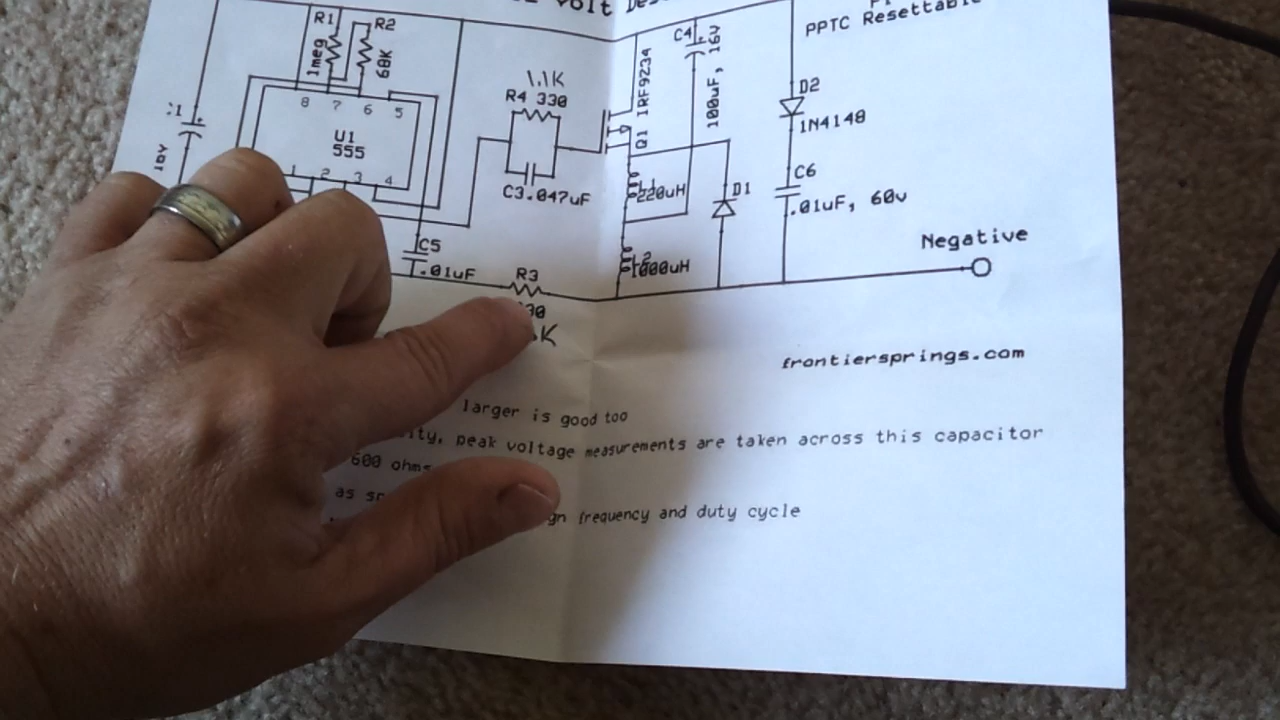 Volt
PPTC Resettable
R1
R2
1meg
68K
8 7 6 5
U1
555
1 2 3 4
16V
1.1K
R4 330
C3.047uF
Q1 IRF9234
C4
+
100uF, 16V
L1
220uH
L2
1000uH
D1
D2
1N4148
C6
.01uF, 60v
Negative
C5
.01uF
R3
K
frontiersprings.com
larger is good too
peak voltage measurements are taken across this capacitor
600 ohms
as
frequency and duty cycle